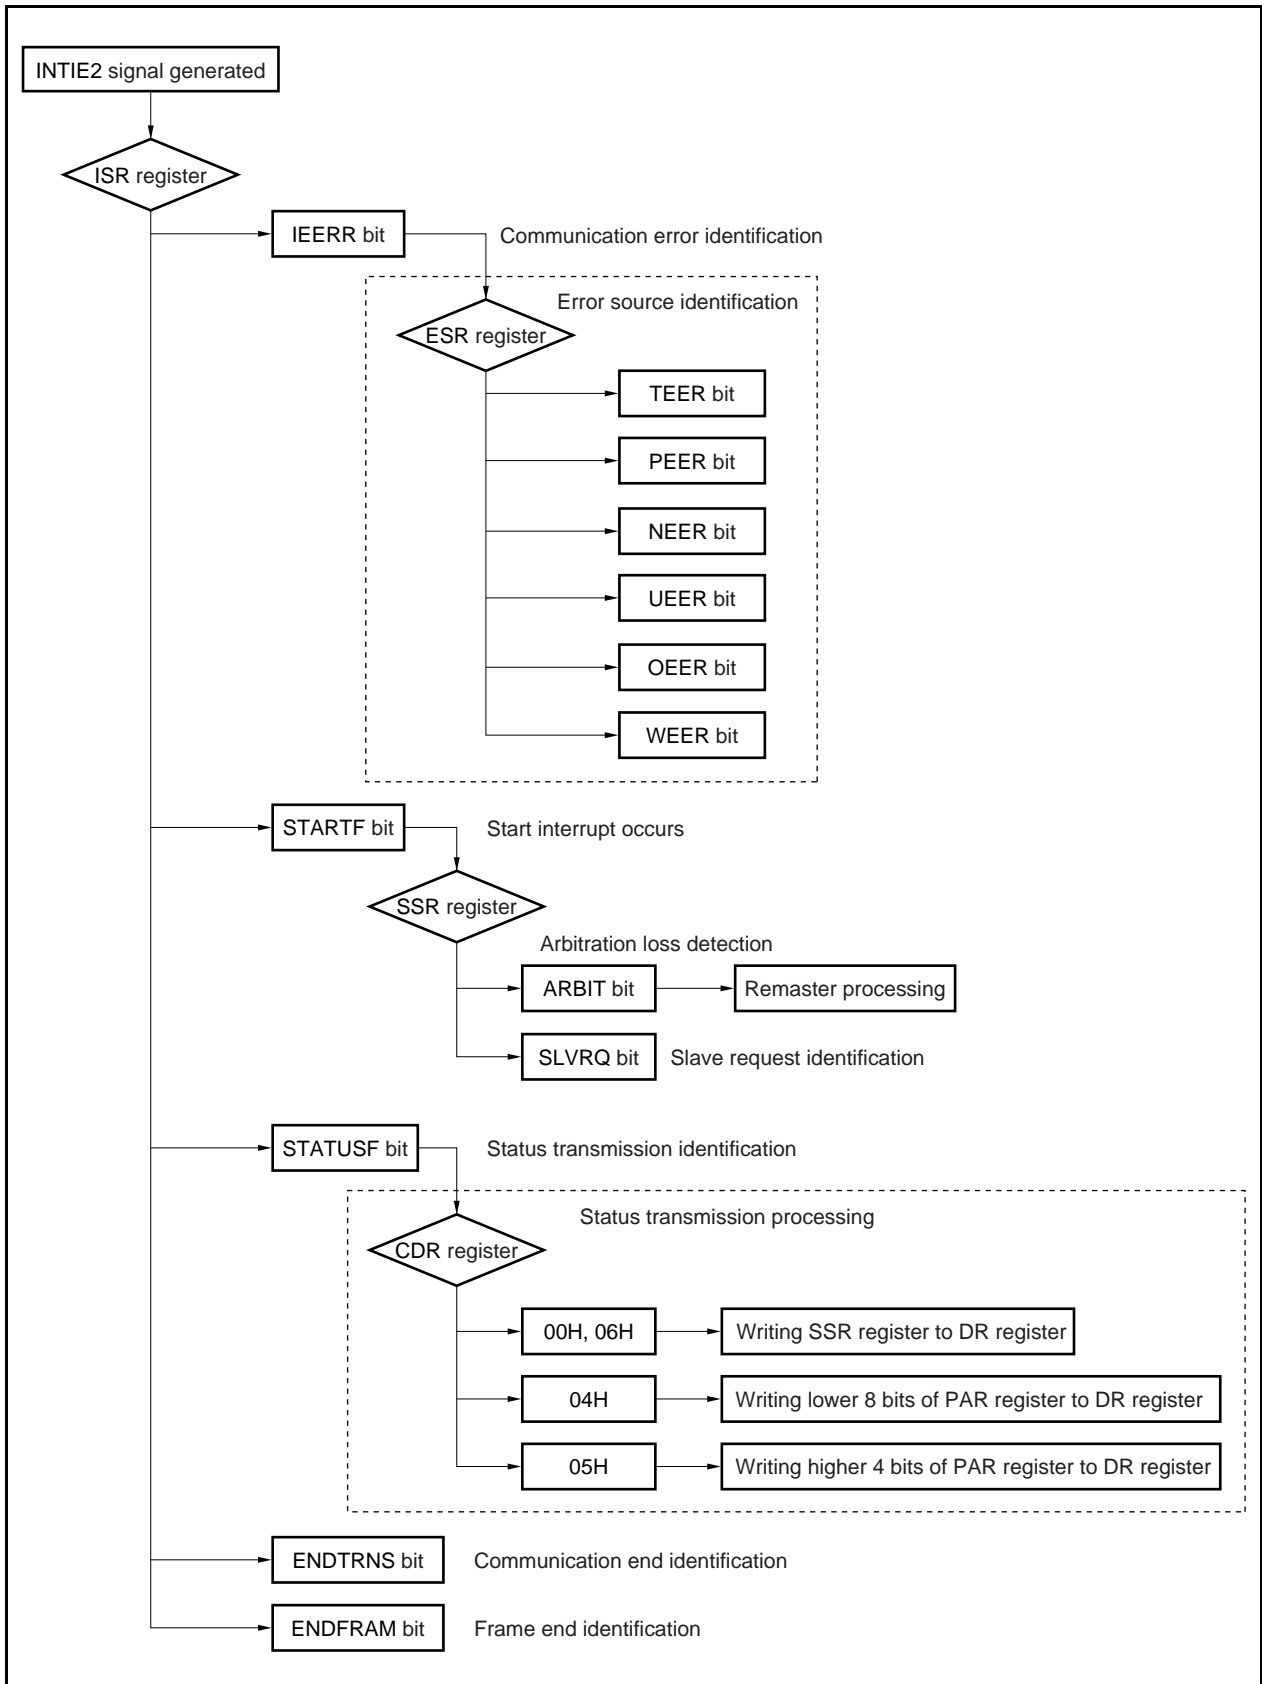 INTIE2 signal generated
ISR register
IEERR bit
Communication error identification
Error source identification
ESR register
TEER bit
PEER bit
NEER bit
UEER bit
OEER bit
WEER bit
STARTF bit
Start interrupt occurs
SSR register
Arbitration loss detection
ARBIT bit
Remaster processing
SLVRQ bit
Slave request identification
STATUSF bit
Status transmission identification
Status transmission processing
CDR register
00H, 06H
Writing SSR register to DR register
04H
Writing lower 8 bits of PAR register to DR register
05H
Writing higher 4 bits of PAR register to DR register
ENDTRNS bit
Communication end identification
ENDFRAM bit
Frame end identification